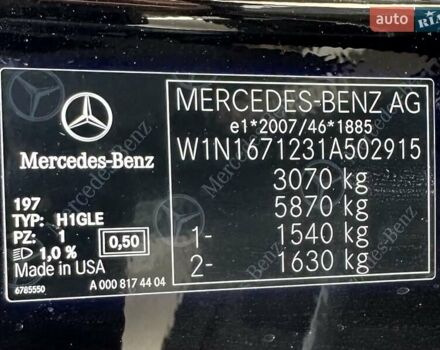 auto RIA
Mercedes-Benz
197
TYP: H1GLE
PZ: 1
1,0 % 0,50
Made in USA
6785550 A 000 817 44 04
MERCEDES-BENZ AG
e1*2007/46*1885
W1N1671231A502915
3070 kg
5870 kg
1- 1540 kg
2- 1630 kg